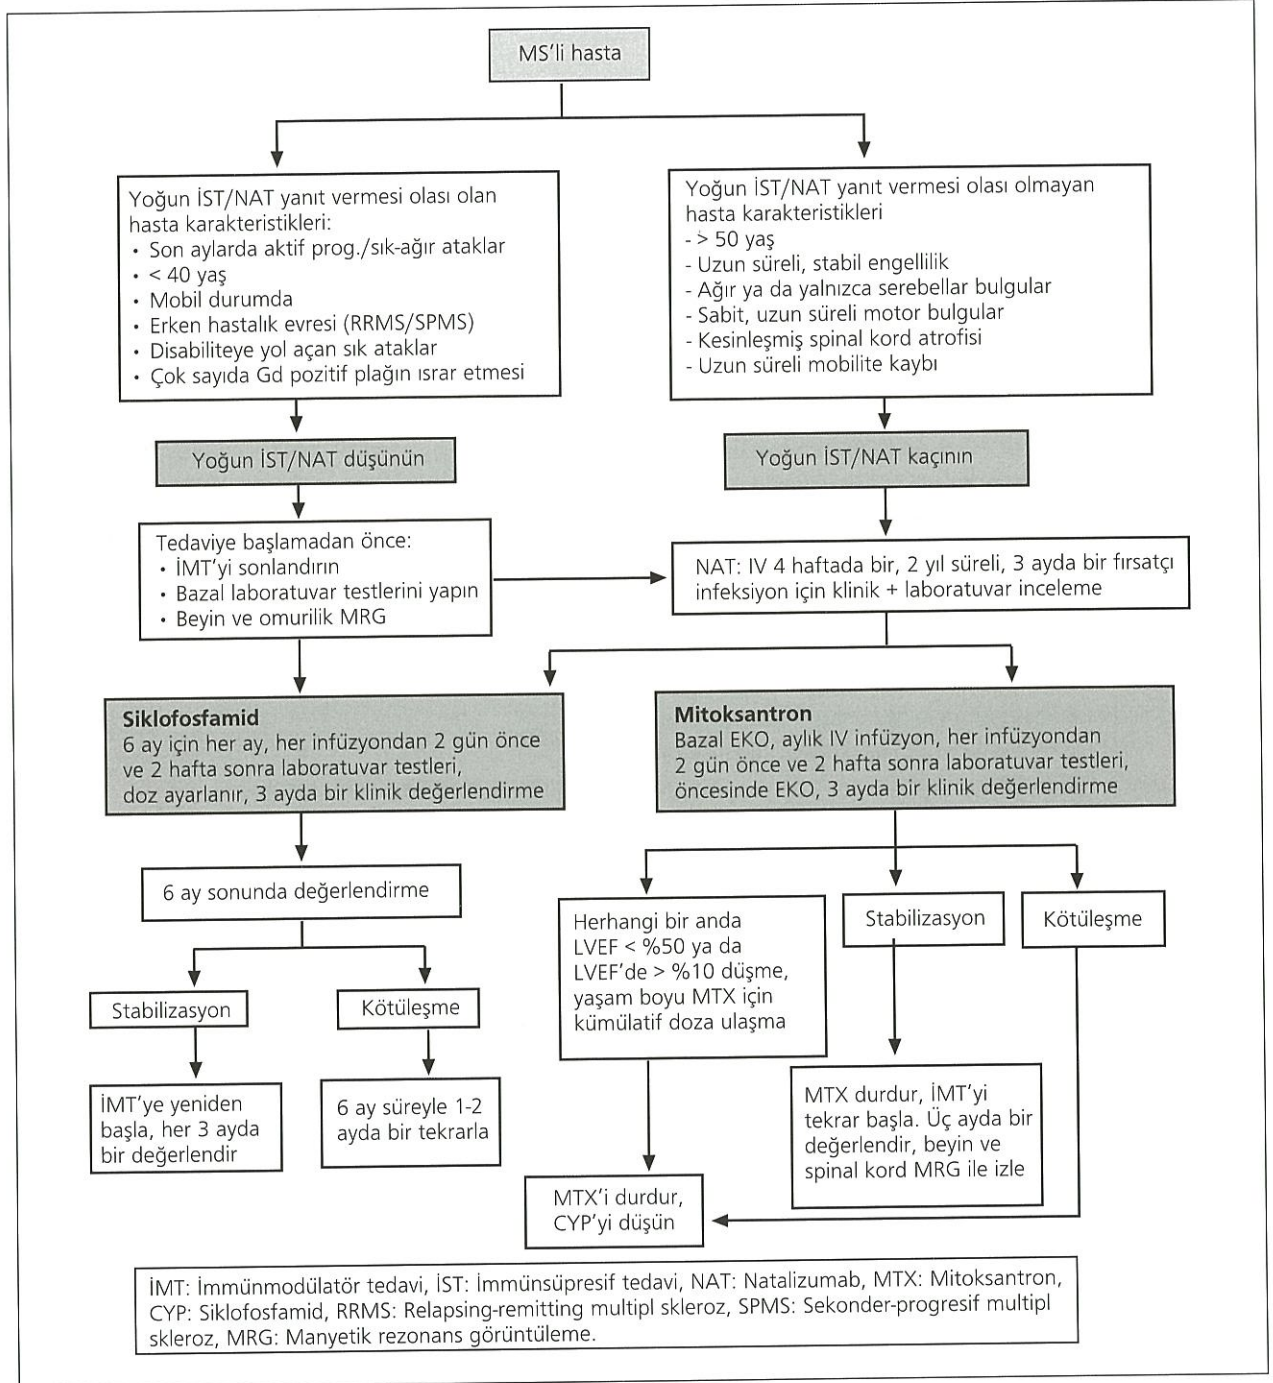 MS'li hasta
Yoğun İST/NAT yanıt vermesi olası olan
hasta karakteristikleri:
• Son aylarda aktif prog./sık-ağır ataklar
• < 40 yaş
• Mobil durumda
• Erken hastalık evresi (RRMS/SPMS)
• Disabiliteye yol açan sık ataklar
• Çok sayıda Gd pozitif plağın ısrar etmesi
Yoğun İST/NAT yanıt vermesi olası olmayan
hasta karakteristikleri
- > 50 yaş
- Uzun süreli, stabil engellilik
- Ağır ya da yalnızca serebellar bulgular
- Sabit, uzun süreli motor bulgular
- Kesinleşmiş spinal kord atrofisi
- Uzun süreli mobilite kaybı
Yoğun İST/NAT düşünün
Yoğun İST/NAT kaçının
Tedaviye başlamadan önce:
• İMT'yi sonlandırın
• Bazal laboratuvar testlerini yapın
• Beyin ve omurilik MRG
NAT: IV 4 haftada bir, 2 yıl süreli, 3 ayda bir fırsatçı
infeksiyon için klinik + laboratuvar inceleme
Siklofosfamid
6 ay için her ay, her infüzyondan 2 gün önce
ve 2 hafta sonra laboratuvar testleri,
doz ayarlanır, 3 ayda bir klinik değerlendirme
Mitoksantron
Bazal EKO, aylık IV infüzyon, her infüzyondan
2 gün önce ve 2 hafta sonra laboratuvar testleri,
öncesinde EKO, 3 ayda bir klinik değerlendirme
6 ay sonunda değerlendirme
Herhangi bir anda
LVEF < %50 ya da
LVEF'de > %10 düşme,
yaşam boyu MTX için
kümülatif doza ulaşma
Stabilizasyon
Kötüleşme
Stabilizasyon
Kötüleşme
İMT'ye yeniden
başla, her 3 ayda
bir değerlendir
6 ay süreyle 1-2
ayda bir tekrarla
MTX durdur, İMT'yi
tekrar başla. Üç ayda bir
değerlendir, beyin ve
spinal kord MRG ile izle
MTX'i durdur,
CYP'yi düşün
İMT: İmmünmodülatör tedavi, İST: İmmünsüpresif tedavi, NAT: Natalizumab, MTX: Mitoksantron,
CYP: Siklofosfamid, RRMS: Relapsing-remitting multipl skleroz, SPMS: Sekonder-progresif multipl
skleroz, MRG: Manyetik rezonans görüntüleme.